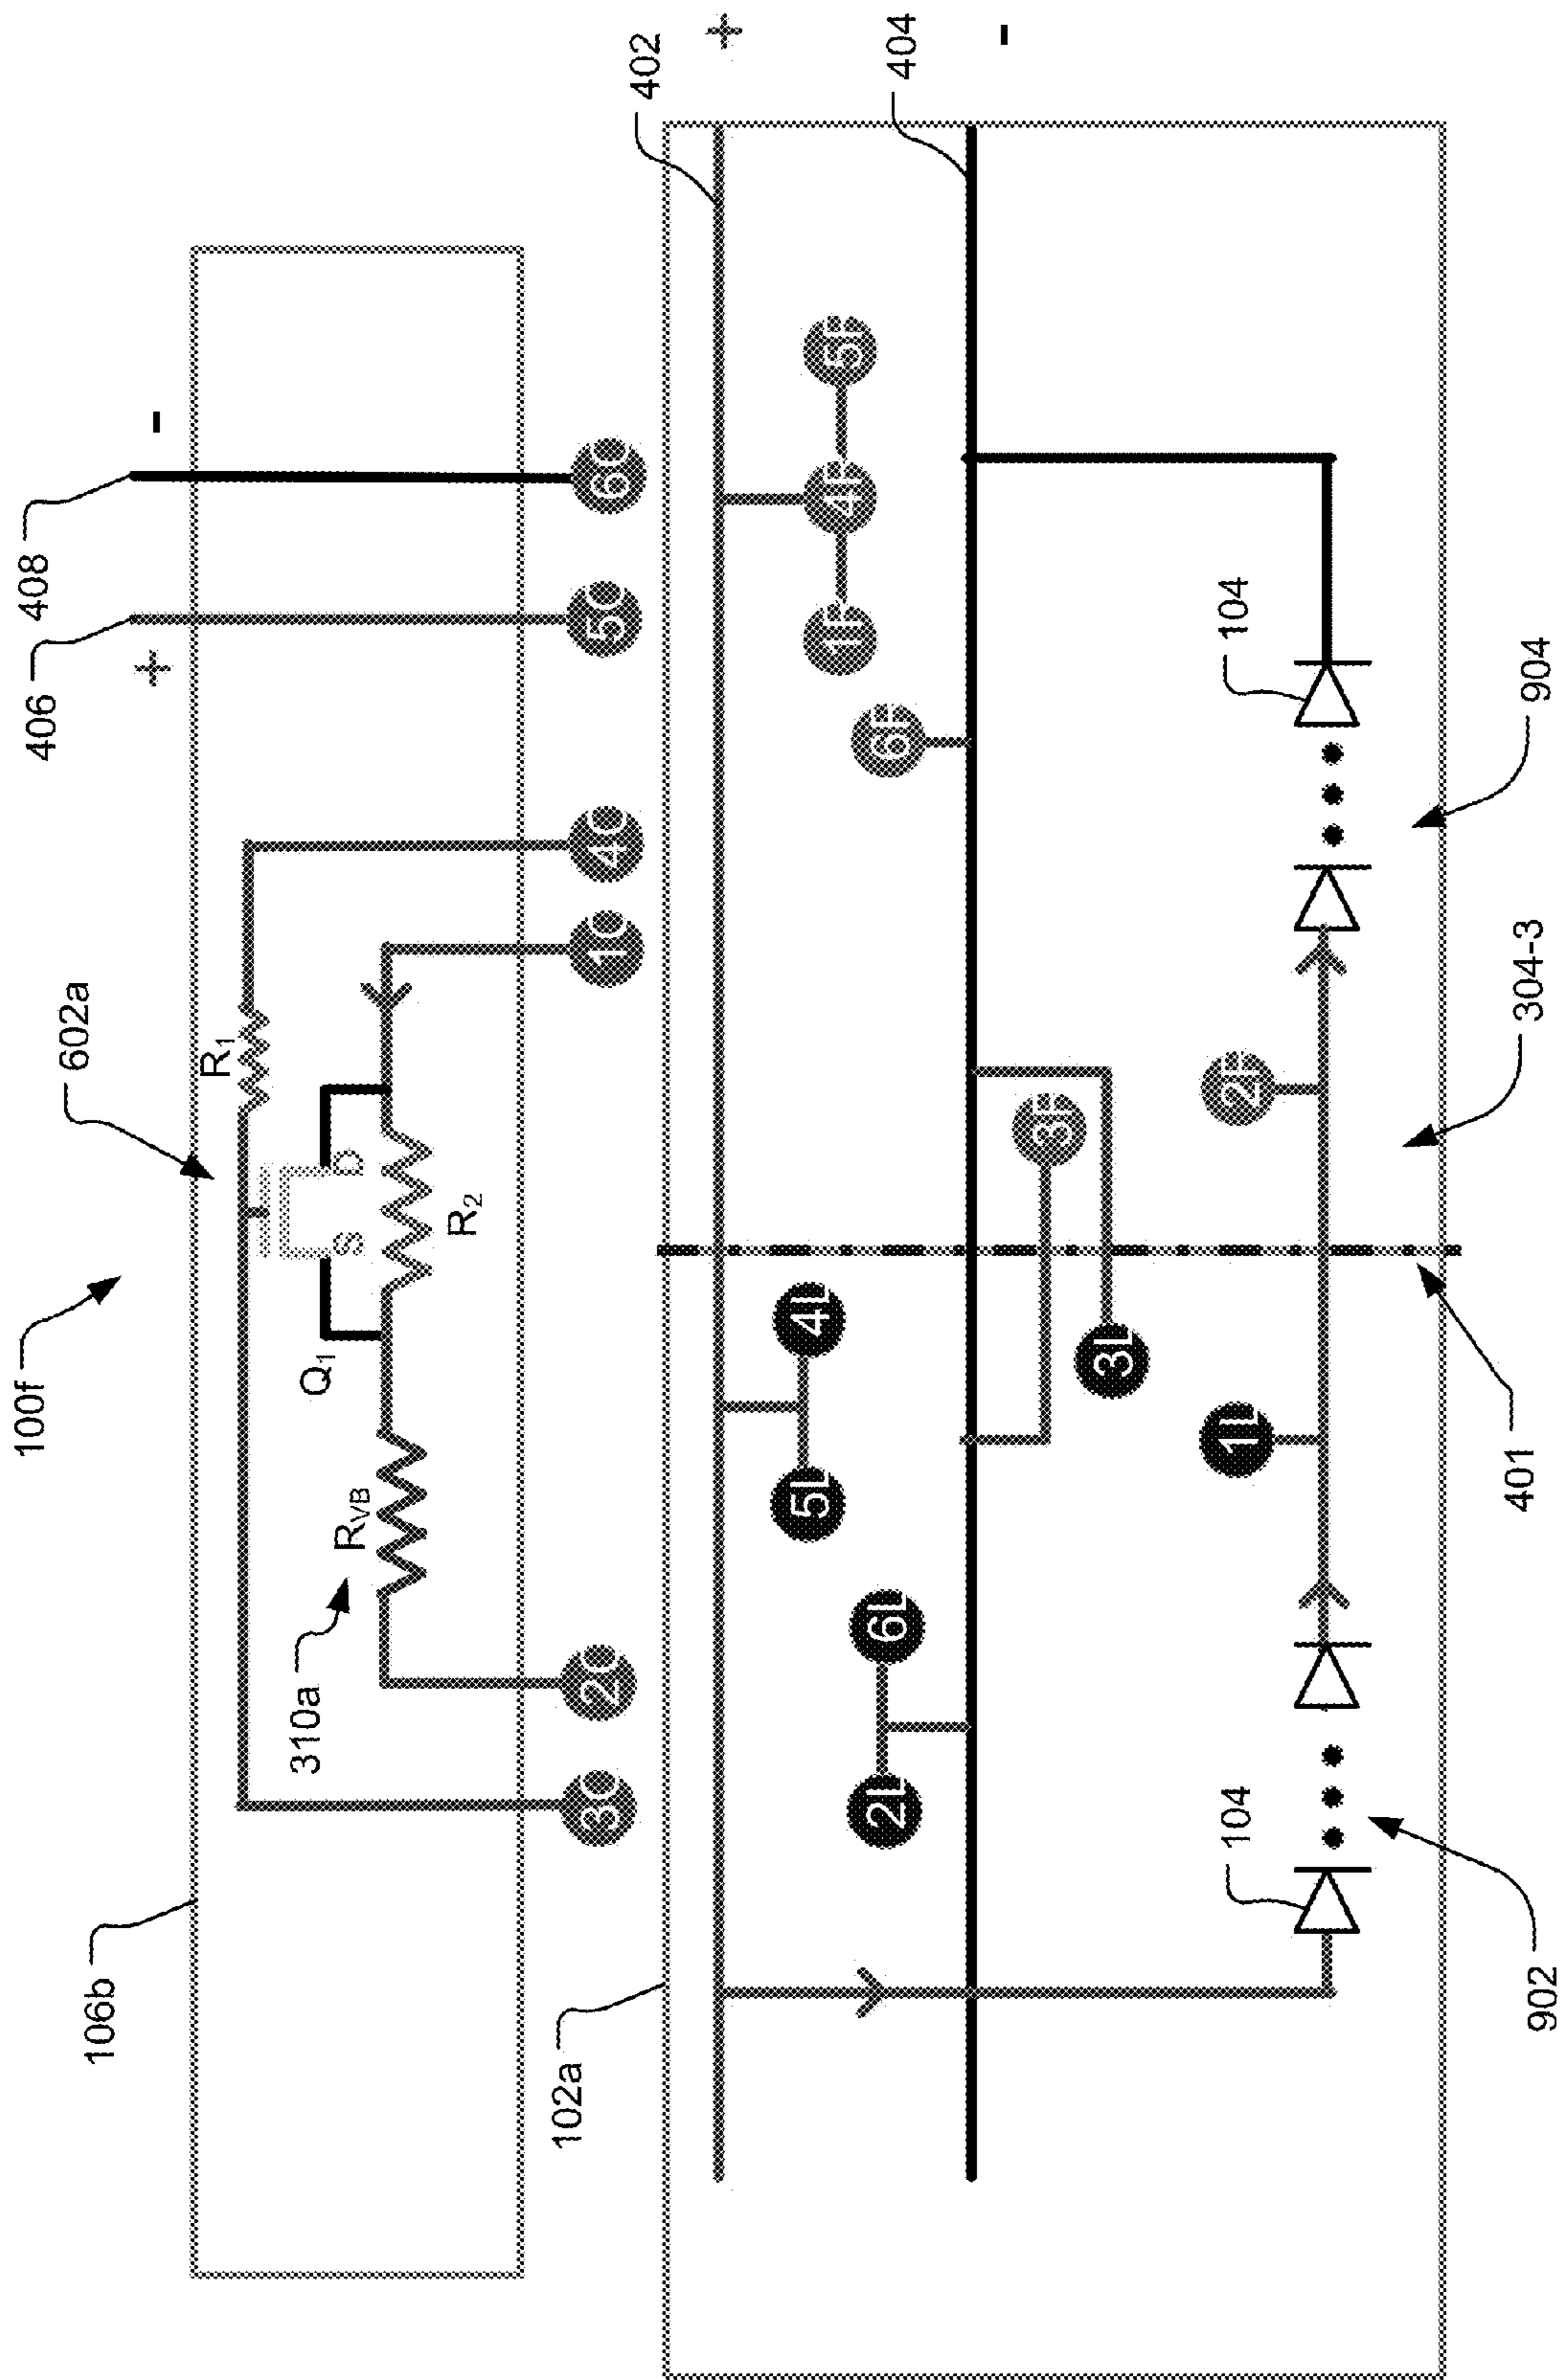 100f
406
408
+
-
106b
602a
R1
S
D
Q1
310a
RVB
R2
3C
2C
1C
4C
5C
6C
102a
402
+
5L
4L
1F
4F
5F
2L
6L
6F
404
-
3F
3L
104
1L
2F
104
902
401
304-3
904